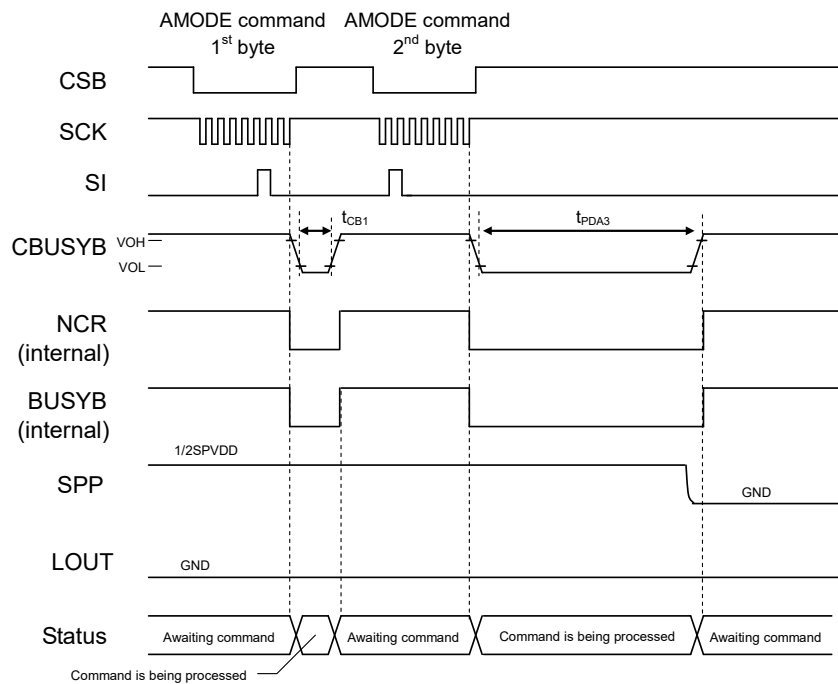 AMODE command
1st byte
AMODE command
2nd byte
CSB
SCK
SI
tCB1
tPDA3
CBUSYB
VOH
VOL
NCR
(internal)
BUSYB
(internal)
1/2SPVDD
SPP
GND
LOUT
GND
Status
Awaiting command
Awaiting command
Command is being processed
Awaiting command
Command is being processed